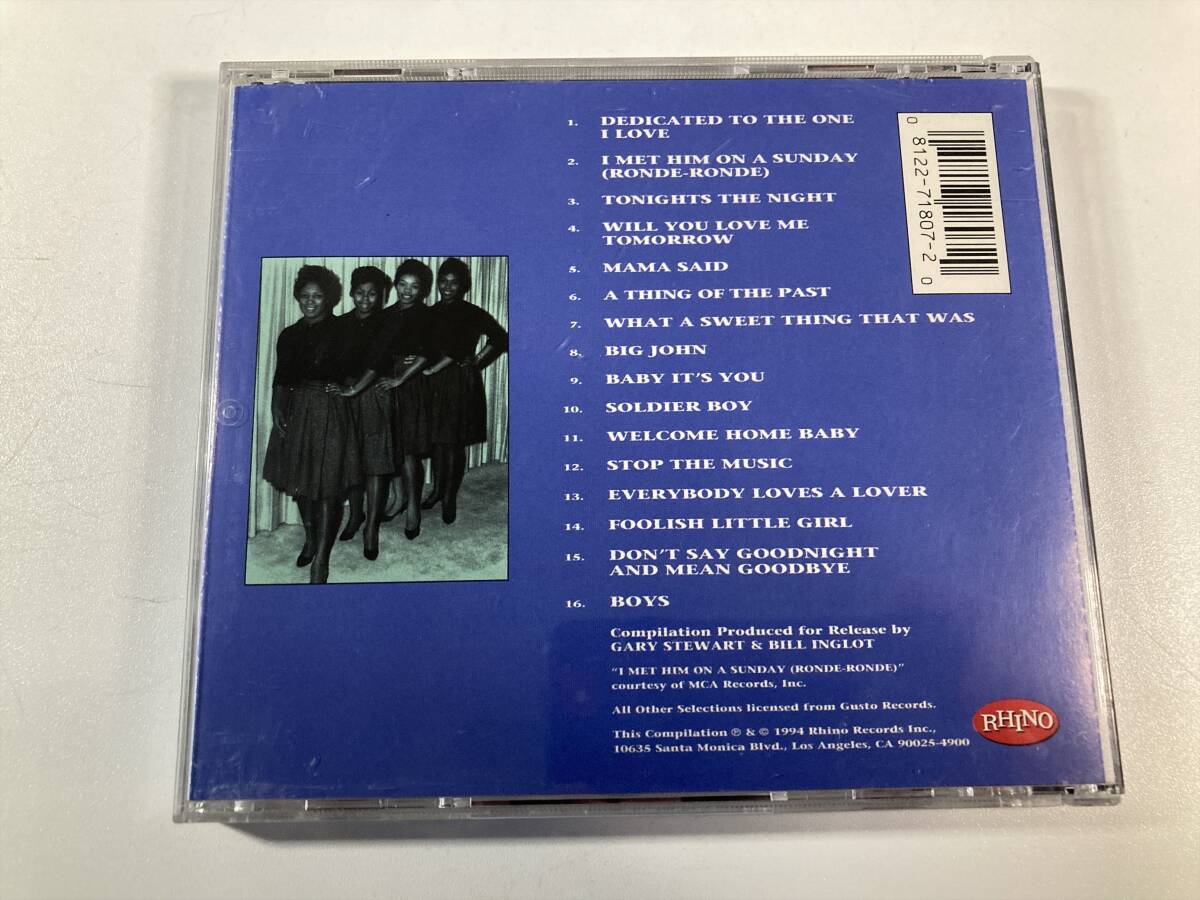 1. DEDICATED TO THE ONE
I LOVE
2. I MET HIM ON A SUNDAY
(RONDE-RONDE)
3. TONIGHTS THE NIGHT
4. WILL YOU LOVE ME
TOMORROW
5. MAMA SAID
6. A THING OF THE PAST
7. WHAT A SWEET THING THAT WAS
8. BIG JOHN
9. BABY IT'S YOU
10. SOLDIER BOY
11. WELCOME HOME BABY
12. STOP THE MUSIC
13. EVERYBODY LOVES A LOVER
14. FOOLISH LITTLE GIRL
15. DON'T SAY GOODNIGHT
AND MEAN GOODBYE
16. BOYS
Compilation Produced for Release by
GARY STEWART & BILL INGLOT
"I MET HIM ON A SUNDAY (RONDE-RONDE)"
courtesy of MCA Records, Inc.
All Other Selections licensed from Gusto Records.
This Compilation ℗ & © 1994 Rhino Records Inc.,
10635 Santa Monica Blvd., Los Angeles, CA 90025-4900
RHINO
0 8122-71807-2 0